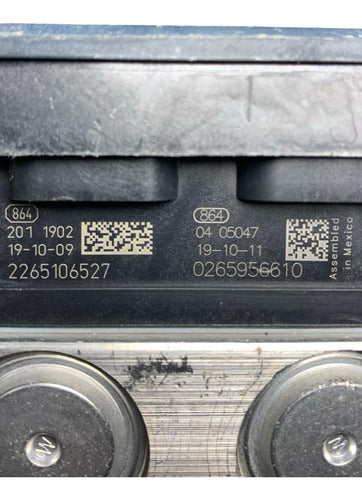 864
201 1902
19-10-09
2265106527
864
04 05047
19-10-11
0265956610
Assembled
in Mexico
M
M